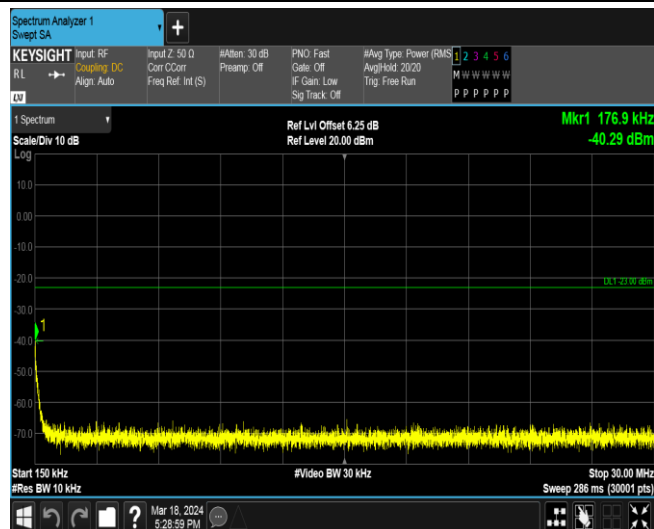 Spectrum Analyzer 1
Swept SA
+
KEYSIGHT
RL
LXI
Input: RF
Coupling: DC
Align: Auto
Input Z: 50 Ω
Corr CCorr
Freq Ref: Int (S)
#Atten: 30 dB
Preamp: Off
PNO: Fast
Gate: Off
IF Gain: Low
Sig Track: Off
#Avg Type: Power (RMS
Avg|Hold: 20/20
Trig: Free Run
1 2 3 4 5 6
M W W W W W
P P P P P P
1 Spectrum
Scale/Div 10 dB
Ref Lvl Offset 6.25 dB
Ref Level 20.00 dBm
Mkr1 176.9 kHz
-40.29 dBm
Log
10.0
0.00
-10.0
-20.0
DL1 -23.00 dBm
-30.0
1
-40.0
-50.0
-60.0
-70.0
Start 150 kHz
#Video BW 30 kHz
Stop 30.00 MHz
#Res BW 10 kHz
Sweep 286 ms (30001 pts)
?
Mar 18, 2024
5:28:59 PM